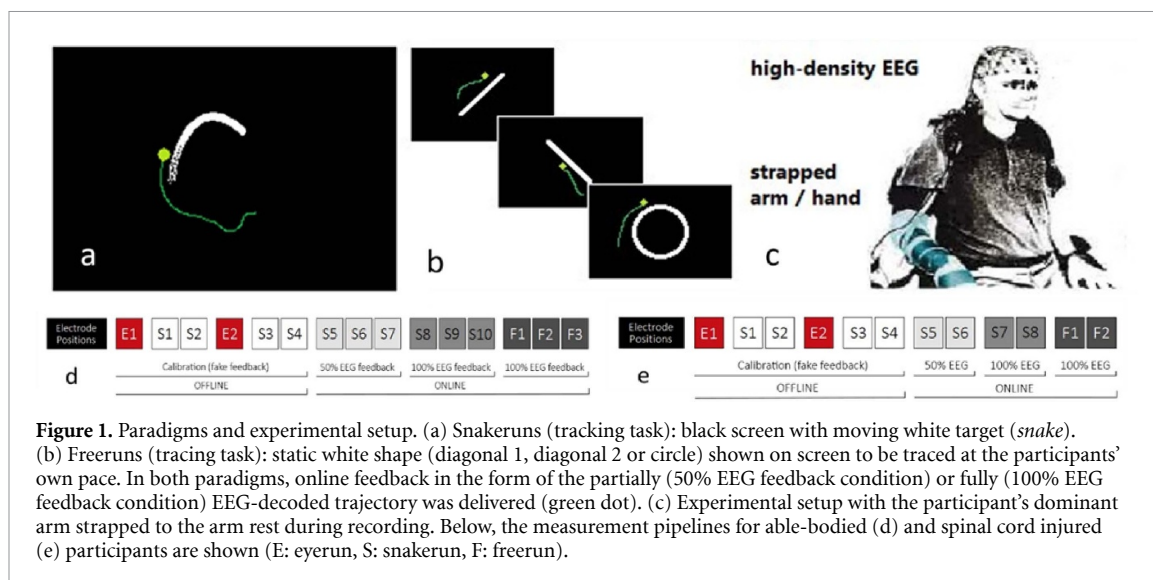 high-density EEG
strapped
arm / hand
a
b
c
Electrode
Positions
E1 S1 S2 E2 S3 S4 S5 S6 S7 S8 S9 S10 F1 F2 F3
Calibration (fake feedback) 50% EEG feedback 100% EEG feedback 100% EEG feedback
OFFLINE ONLINE
d
Electrode
Positions
E1 S1 S2 E2 S3 S4 S5 S6 S7 S8 F1 F2
Calibration (fake feedback) 50% EEG 100% EEG 100% EEG
OFFLINE ONLINE
e
Figure 1. Paradigms and experimental setup. (a) Snakeruns (tracking task): black screen with moving white target (snake).
(b) Freeruns (tracing task): static white shape (diagonal 1, diagonal 2 or circle) shown on screen to be traced at the participants’
own pace. In both paradigms, online feedback in the form of the partially (50% EEG feedback condition) or fully (100% EEG
feedback condition) EEG-decoded trajectory was delivered (green dot). (c) Experimental setup with the participant’s dominant
arm strapped to the arm rest during recording. Below, the measurement pipelines for able-bodied (d) and spinal cord injured
(e) participants are shown (E: eyerun, S: snakerun, F: freerun).